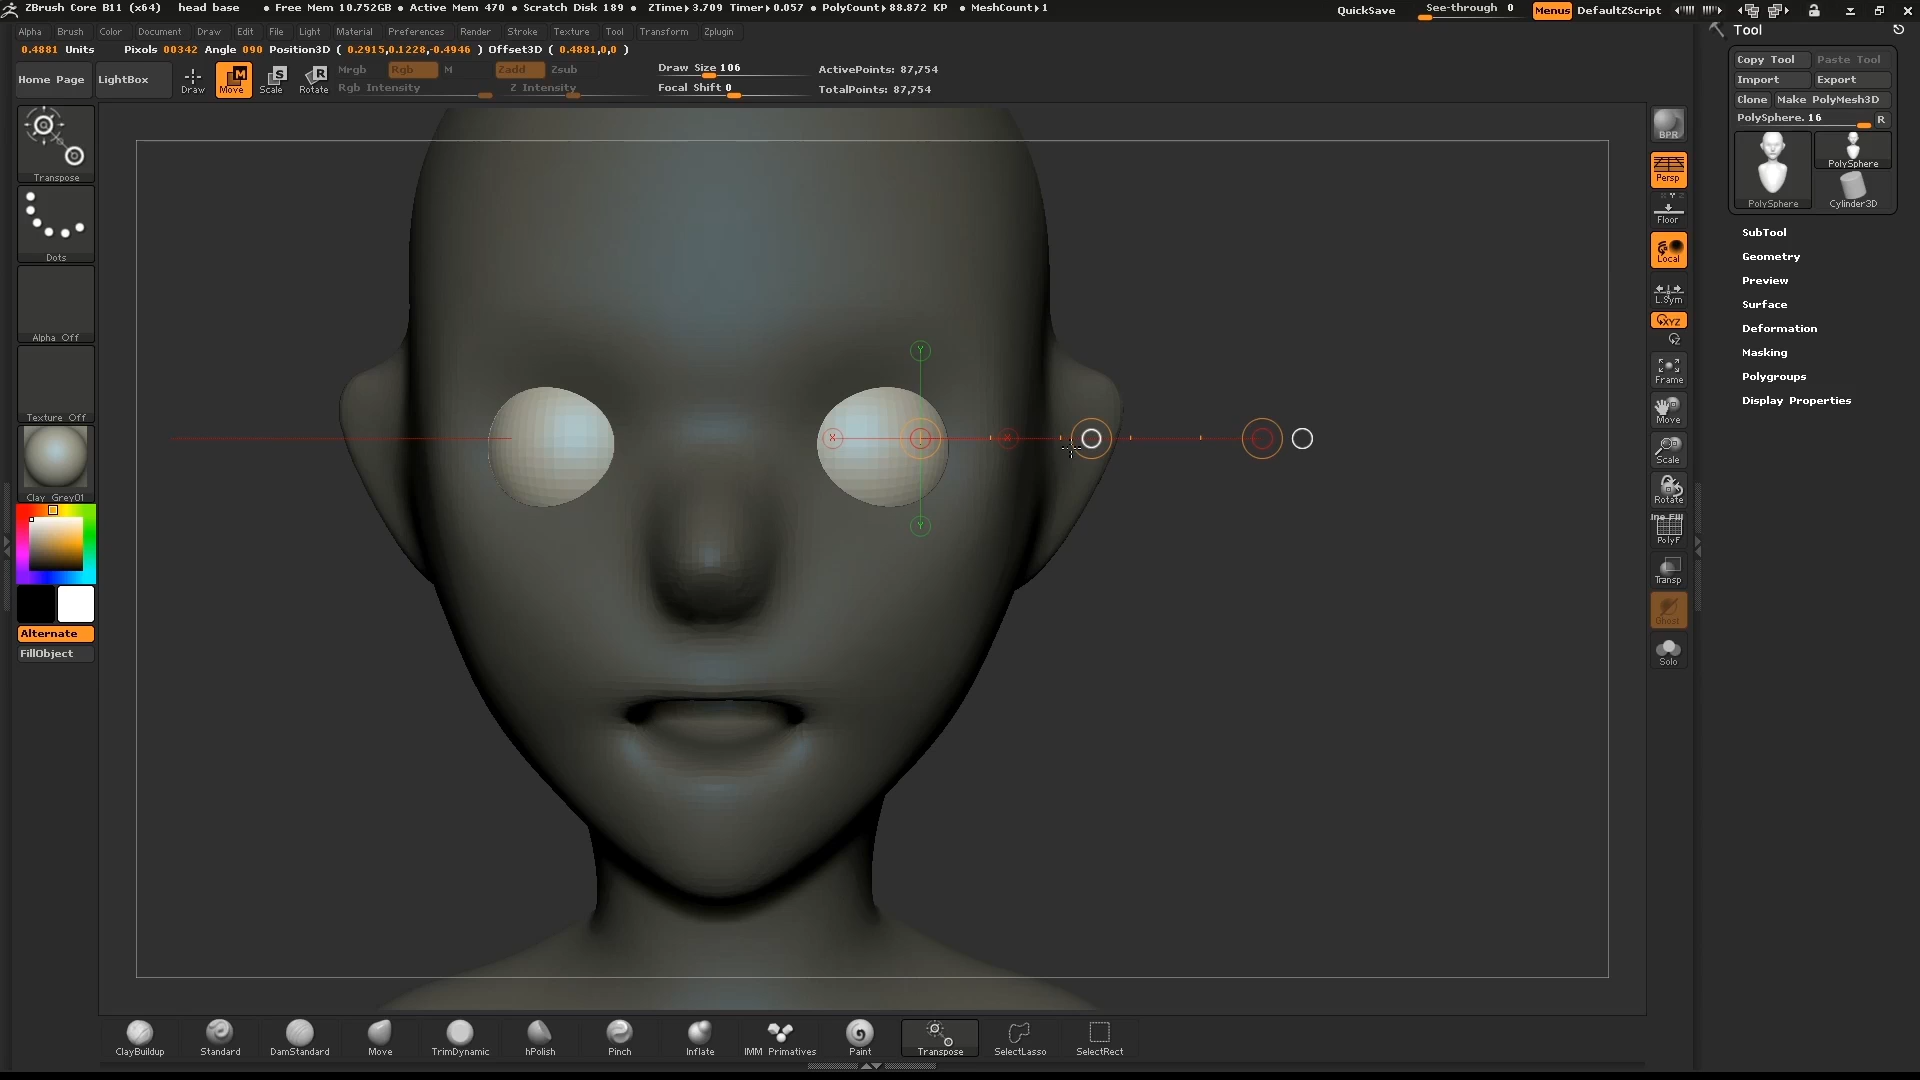 ZBrush Core B11 (x64) head base • Free Mem 10.752GB • Active Mem 470 • Scratch Disk 189 • ZTime▸3.709 Timer▸0.057 • PolyCount▸88.872 KP • MeshCount▸1
QuickSave See-through 0 Menus DefaultZScript
Alpha Brush Color Document Draw Edit File Light Material Preferences Render Stroke Texture Tool Transform Zplugin
0.4881 Units Pixols 00342 Angle 090 Position3D ( 0.2915,0.1228,-0.4946 ) Offset3D ( 0.4881,0,0 )
Home Page LightBox Draw Move Scale Rotate
M S R
Mrgb Rgb M Zadd Zsub
Rgb Intensity Z Intensity
Draw Size 106
Focal Shift 0
ActivePoints: 87,754
TotalPoints: 87,754
Transpose
Dots
Alpha Off
Texture Off
Clay_Grey01
Alternate
FillObject
Y
X X
Y
BPR
Persp
Floor
Local
L.Sym
XYZ
Frame
Move
Scale
Rotate
PolyF
Transp
Ghost
Solo
Tool
Copy Tool Paste Tool
Import Export
Clone Make PolyMesh3D
PolySphere. 16 R
PolySphere
PolySphere Cylinder3D
SubTool
Geometry
Preview
Surface
Deformation
Masking
Polygroups
Display Properties
ClayBuildup Standard DamStandard Move TrimDynamic hPolish Pinch Inflate IMM Primitives Paint Transpose SelectLasso SelectRect